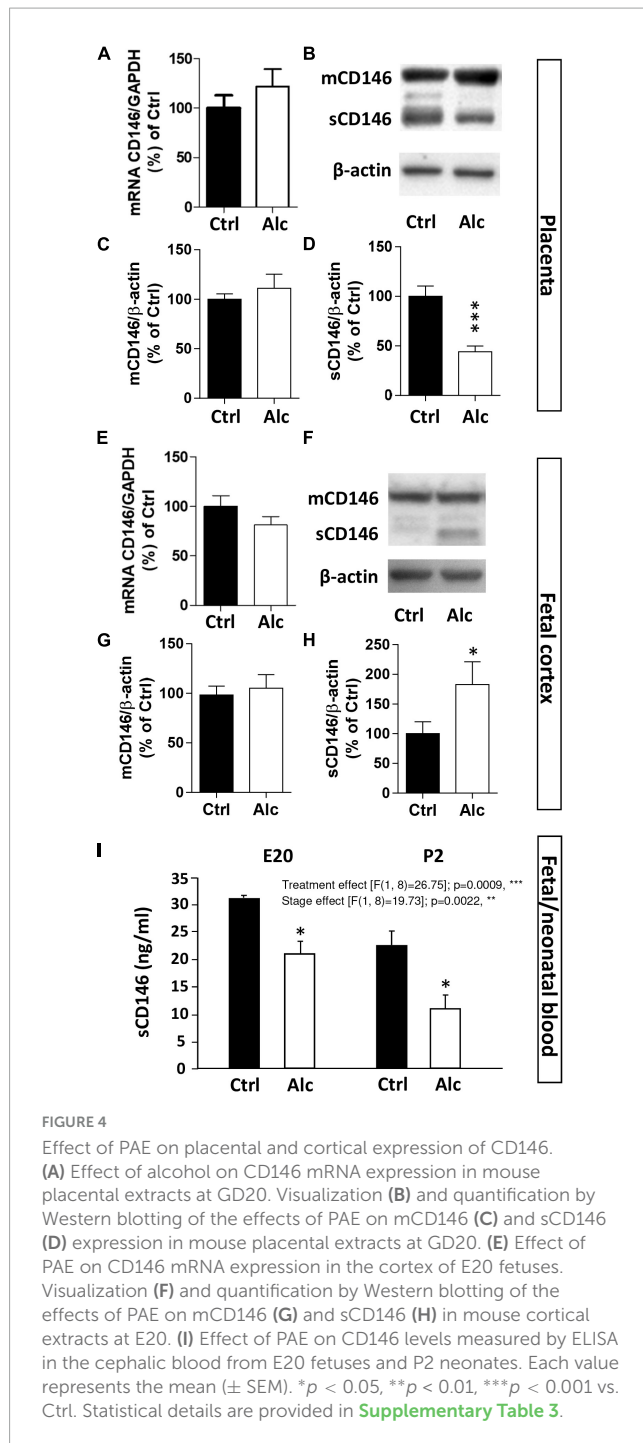 A
mRNA CD146/GAPDH
(%) of Ctrl
150
100
50
0
Ctrl Alc
B
mCD146
sCD146
β-actin
Ctrl Alc
C
mCD146/β-actin
(% of Ctrl)
150
100
50
0
Ctrl Alc
D
sCD146/β-actin
(% of Ctrl)
150
100
50
0
***
Ctrl Alc
Placenta
E
mRNA CD146/GAPDH
(%) of Ctrl
150
100
50
0
Ctrl Alc
F
mCD146
sCD146
β-actin
Ctrl Alc
G
mCD146/β-actin
(% of Ctrl)
150
100
50
0
Ctrl Alc
H
sCD146/β-actin
(% of Ctrl)
250
200
150
100
50
0
*
Ctrl Alc
Fetal cortex
I
E20 P2
Treatment effect [F(1, 8)=26.75]; p=0.0009, ***
Stage effect [F(1, 8)=19.73]; p=0.0022, **
sCD146 (ng/ml)
35
30
25
20
15
10
5
0
*
*
Ctrl Alc Ctrl Alc
Fetal/neonatal blood
FIGURE 4
Effect of PAE on placental and cortical expression of CD146.
(A) Effect of alcohol on CD146 mRNA expression in mouse
placental extracts at GD20. Visualization (B) and quantification by
Western blotting of the effects of PAE on mCD146 (C) and sCD146
(D) expression in mouse placental extracts at GD20. (E) Effect of
PAE on CD146 mRNA expression in the cortex of E20 fetuses.
Visualization (F) and quantification by Western blotting of the
effects of PAE on mCD146 (G) and sCD146 (H) in mouse cortical
extracts at E20. (I) Effect of PAE on CD146 levels measured by ELISA
in the cephalic blood from E20 fetuses and P2 neonates. Each value
represents the mean (± SEM). *p < 0.05, **p < 0.01, ***p < 0.001 vs.
Ctrl. Statistical details are provided in Supplementary Table 3.